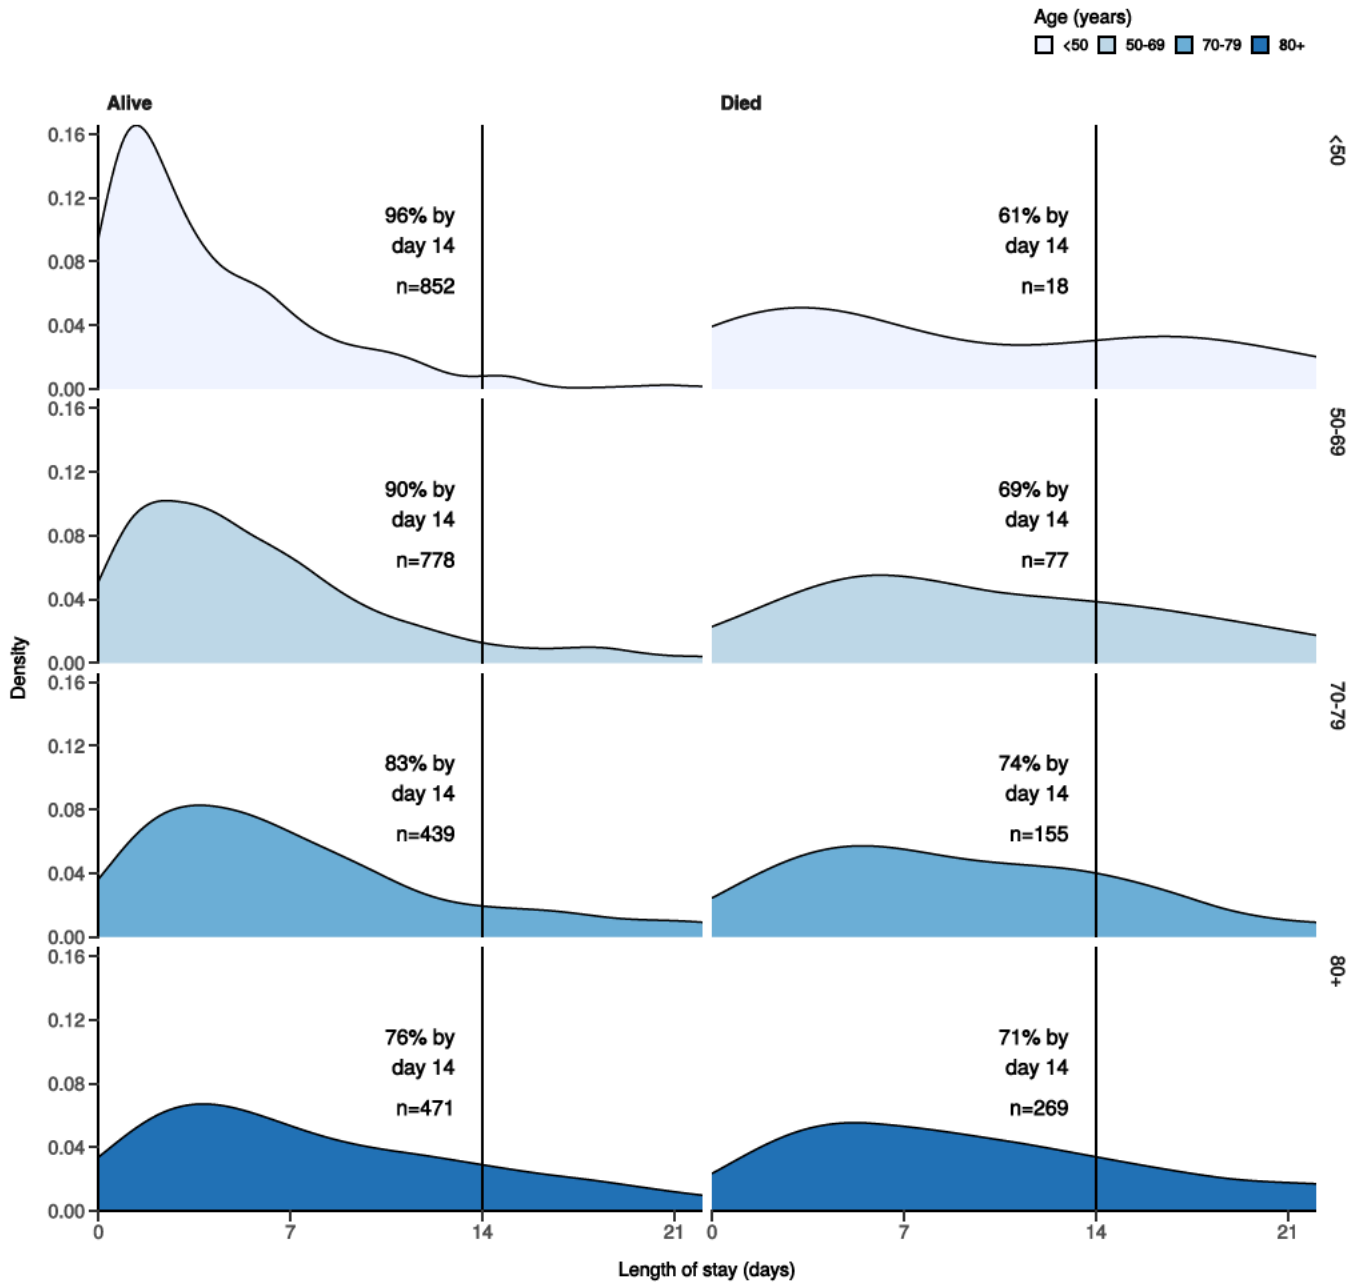 Age (years)
<50 50-69 70-79 80+
Alive
Died
0.16
0.12
0.08
0.04
0.00
96% by
day 14
n=852
61% by
day 14
n=18
<50
0.16
0.12
0.08
0.04
0.00
90% by
day 14
n=778
69% by
day 14
n=77
50-69
Density
0.16
0.12
0.08
0.04
0.00
83% by
day 14
n=439
74% by
day 14
n=155
70-79
0.16
0.12
0.08
0.04
0.00
76% by
day 14
n=471
71% by
day 14
n=269
80+
0 7 14 21 0 7 14 21
Length of stay (days)